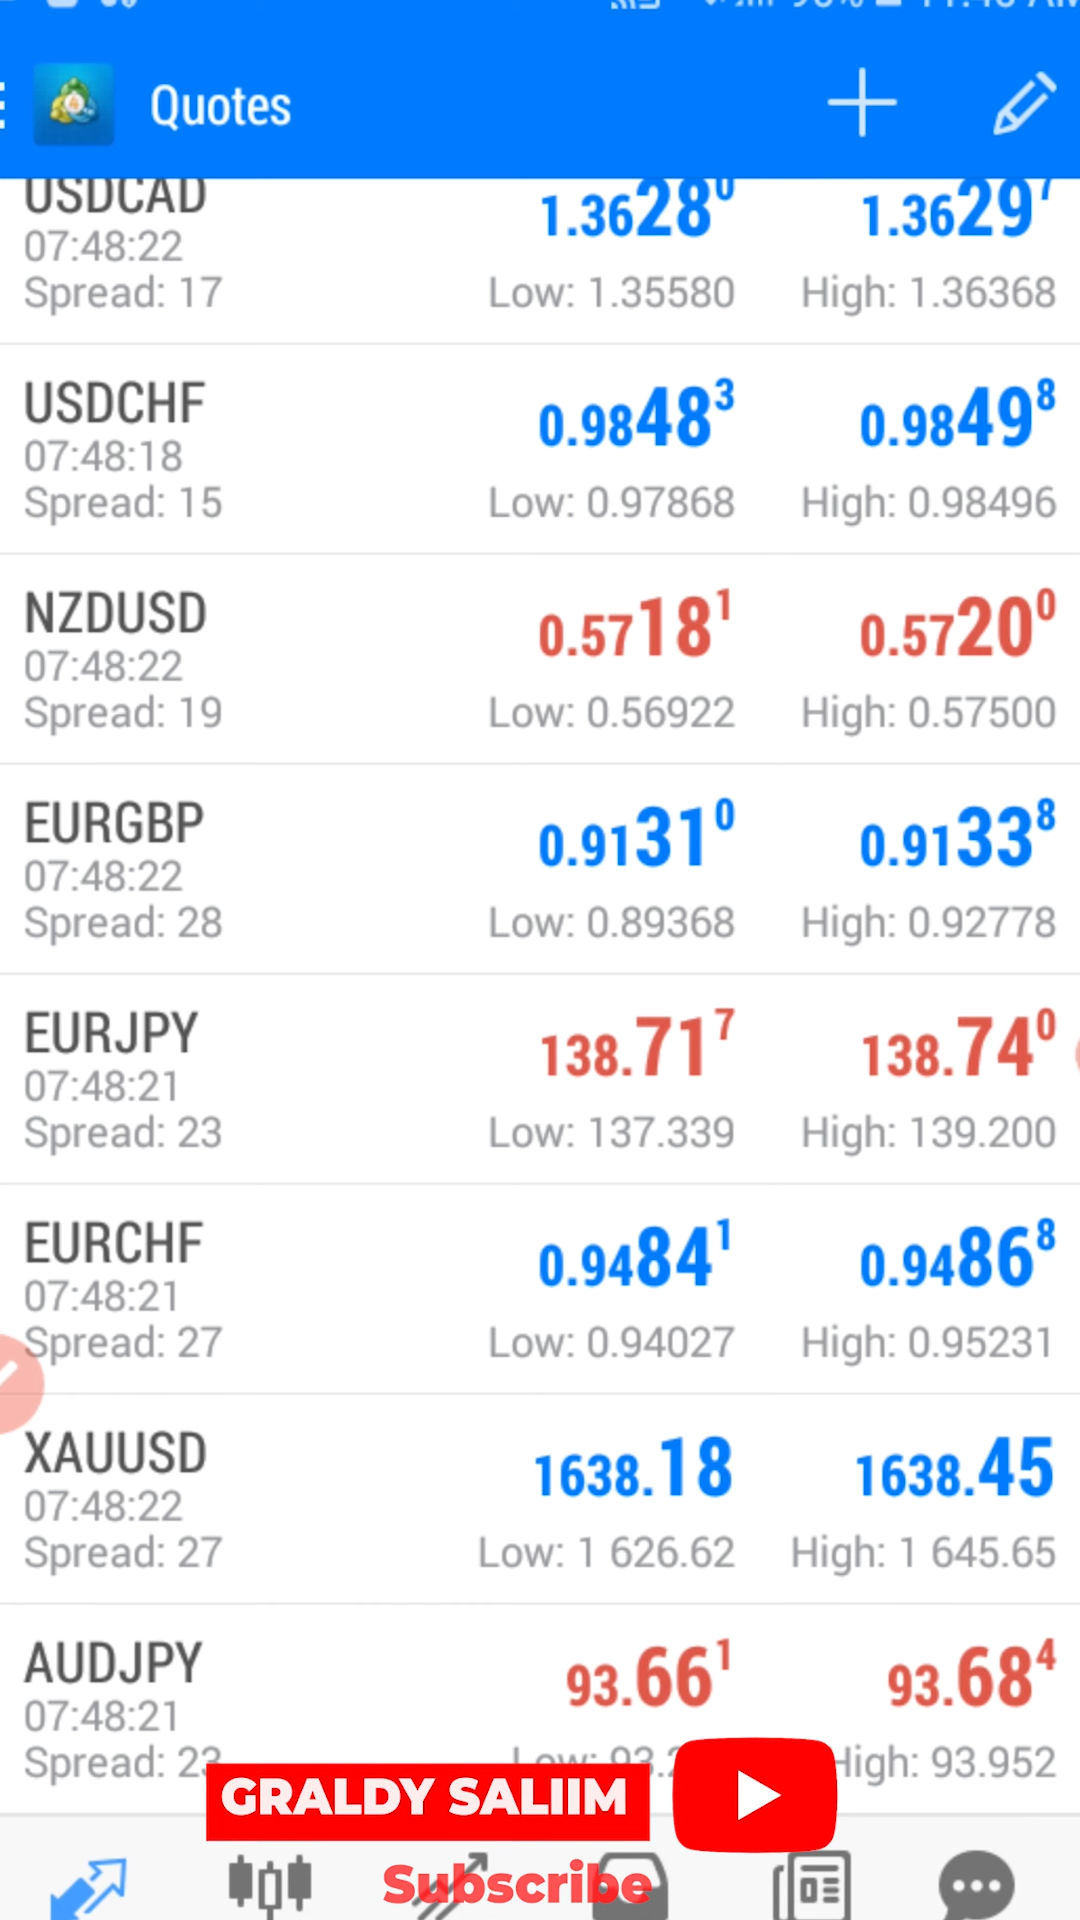 Quotes
USDCAD 1.36280 1.36297
07:48:22
Spread: 17 Low: 1.35580 High: 1.36368
USDCHF 0.98483 0.98498
07:48:18
Spread: 15 Low: 0.97868 High: 0.98496
NZDUSD 0.57181 0.57200
07:48:22
Spread: 19 Low: 0.56922 High: 0.57500
EURGBP 0.91310 0.91338
07:48:22
Spread: 28 Low: 0.89368 High: 0.92778
EURJPY 138.717 138.740
07:48:21
Spread: 23 Low: 137.339 High: 139.200
EURCHF 0.94841 0.94868
07:48:21
Spread: 27 Low: 0.94027 High: 0.95231
XAUUSD 1638.18 1638.45
07:48:22
Spread: 27 Low: 1 626.62 High: 1 645.65
AUDJPY 93.661 93.684
07:48:21
Spread: 23 Low: High: 93.952
GRALDY SALIIM
Subscribe